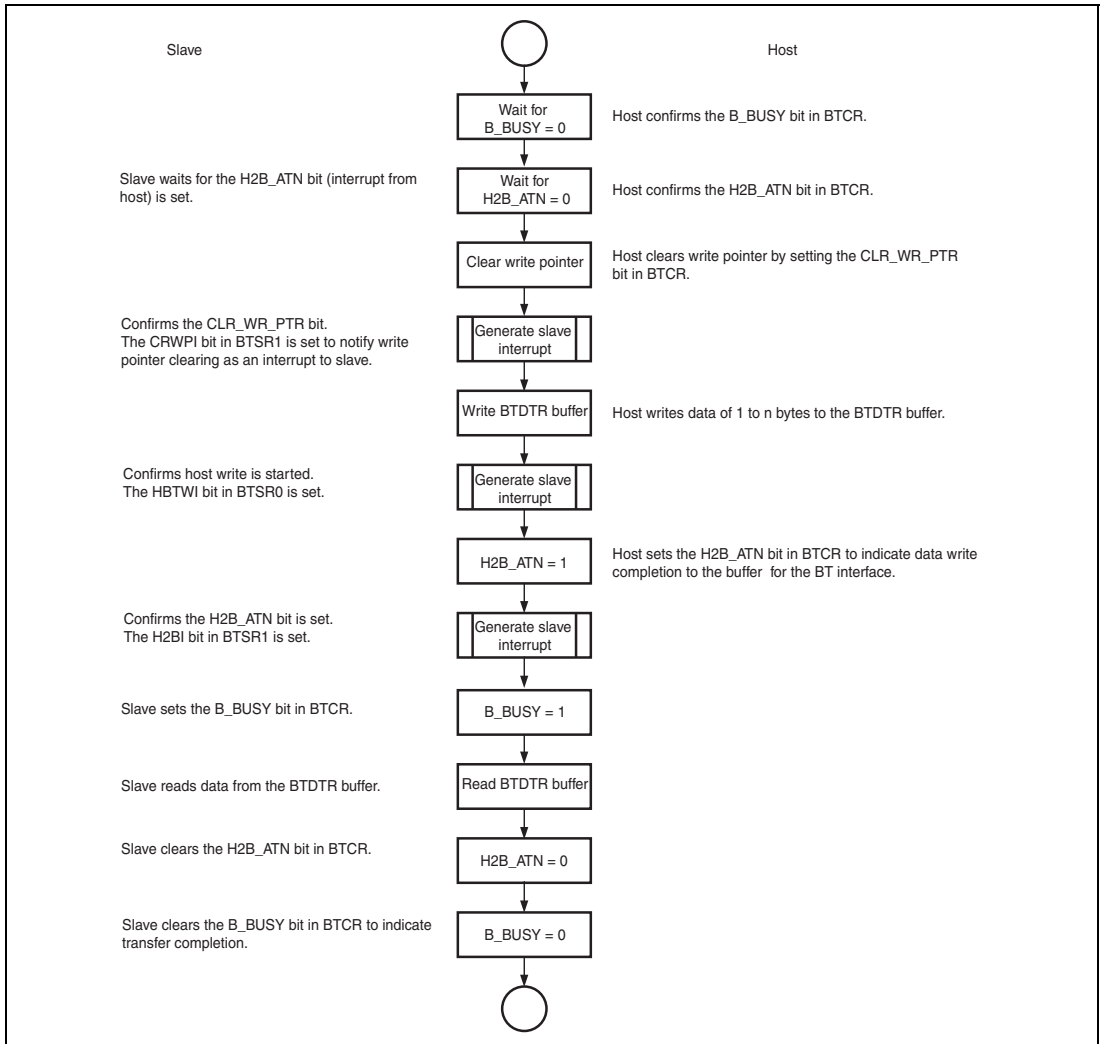 Slave
Host
Wait for
B_BUSY = 0
Host confirms the B_BUSY bit in BTCR.
Slave waits for the H2B_ATN bit (interrupt from
host) is set.
Wait for
H2B_ATN = 0
Host confirms the H2B_ATN bit in BTCR.
Clear write pointer
Host clears write pointer by setting the CLR_WR_PTR
bit in BTCR.
Confirms the CLR_WR_PTR bit.
The CRWPI bit in BTSR1 is set to notify write
pointer clearing as an interrupt to slave.
Generate slave
interrupt
Write BTDTR buffer
Host writes data of 1 to n bytes to the BTDTR buffer.
Confirms host write is started.
The HBTWI bit in BTSR0 is set.
Generate slave
interrupt
H2B_ATN = 1
Host sets the H2B_ATN bit in BTCR to indicate data write
completion to the buffer for the BT interface.
Confirms the H2B_ATN bit is set.
The H2BI bit in BTSR1 is set.
Generate slave
interrupt
Slave sets the B_BUSY bit in BTCR.
B_BUSY = 1
Slave reads data from the BTDTR buffer.
Read BTDTR buffer
Slave clears the H2B_ATN bit in BTCR.
H2B_ATN = 0
Slave clears the B_BUSY bit in BTCR to indicate
transfer completion.
B_BUSY = 0